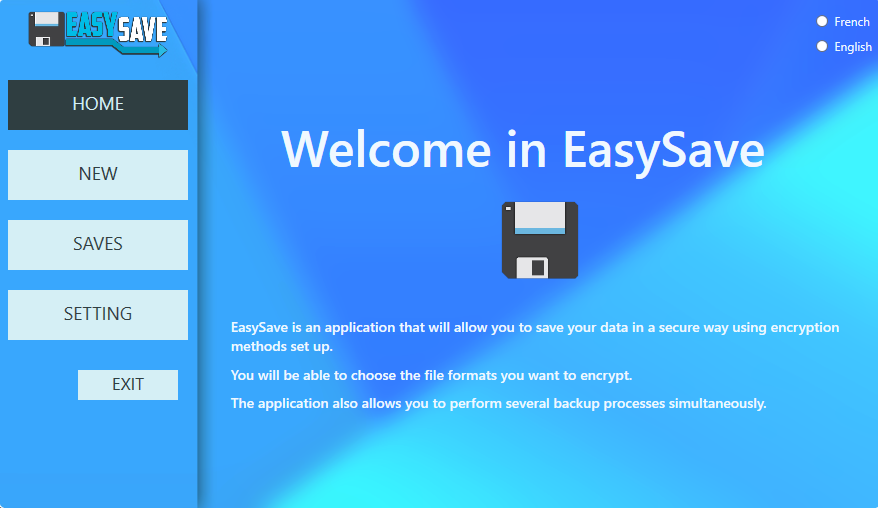 EASY SAVE
French
English
HOME
NEW
SAVES
SETTING
EXIT
Welcome in EasySave
EasySave is an application that will allow you to save your data in a secure way using encryption
methods set up.
You will be able to choose the file formats you want to encrypt.
The application also allows you to perform several backup processes simultaneously.